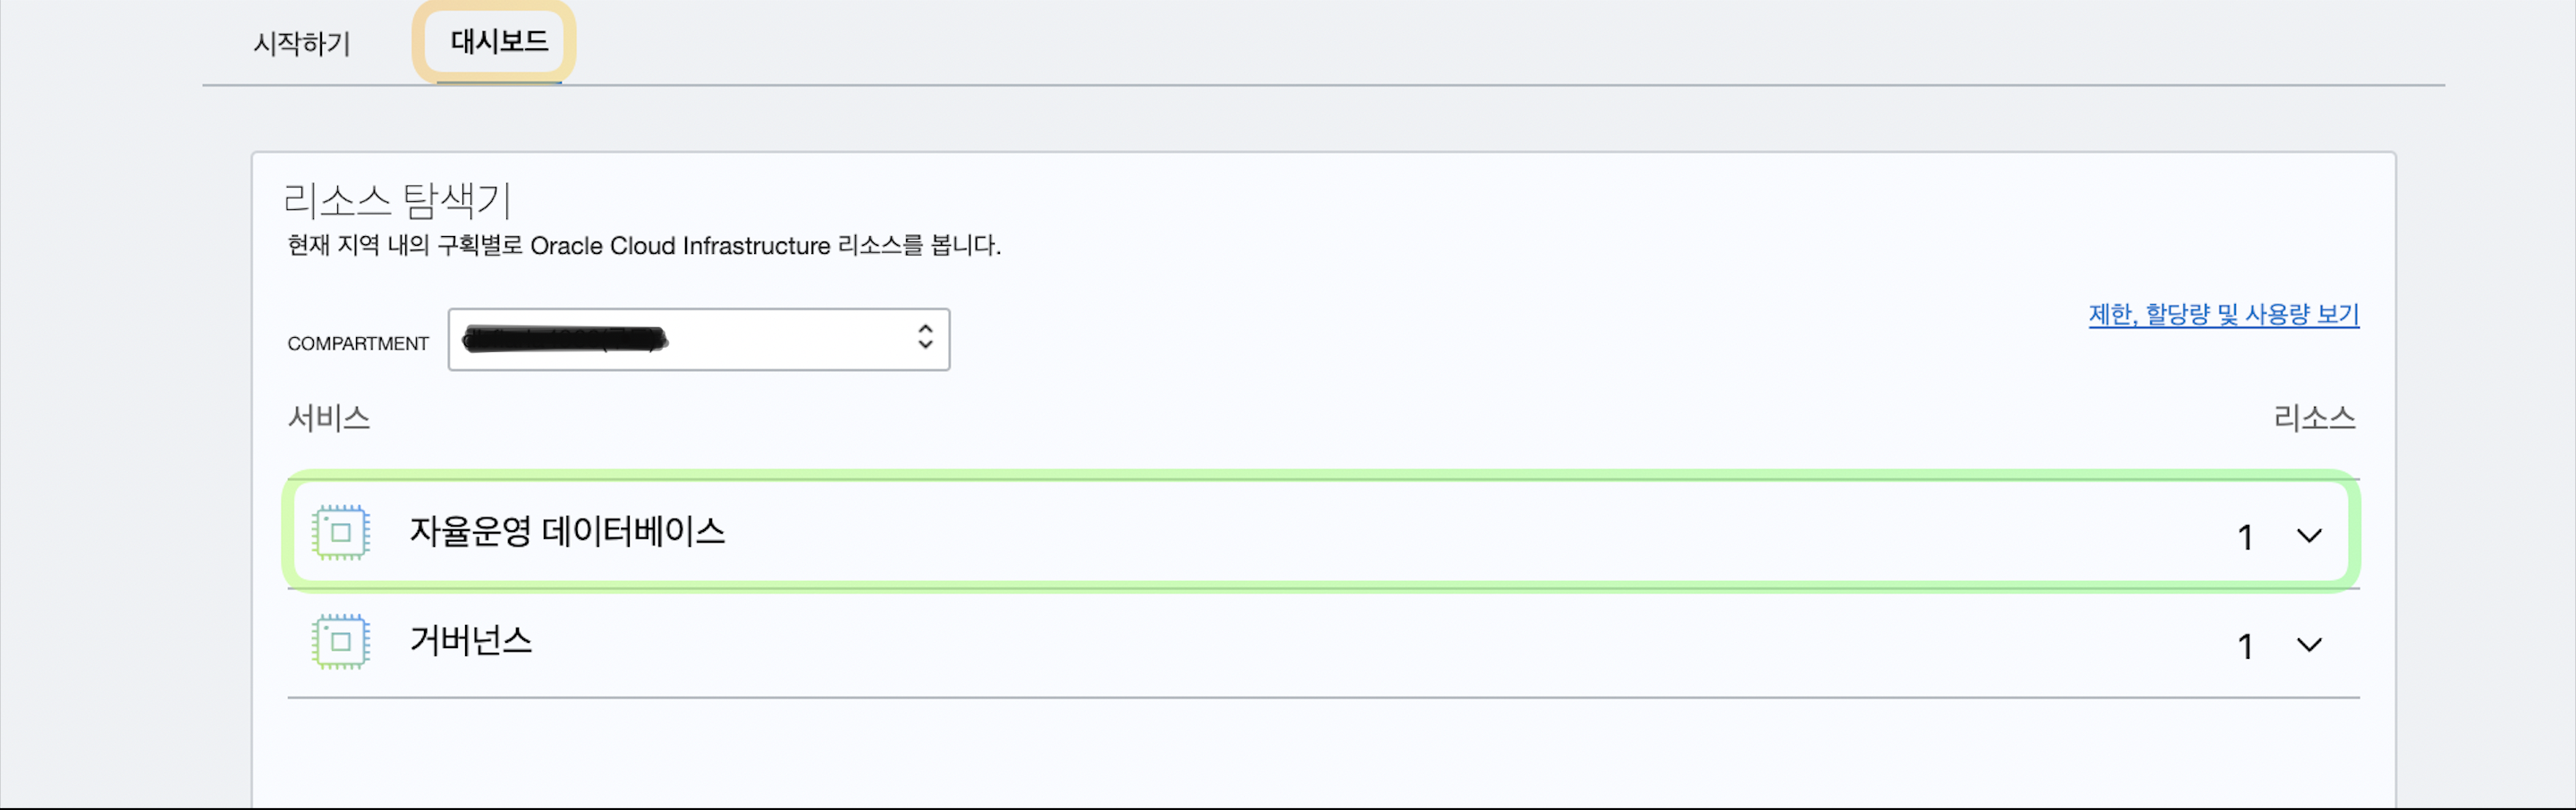 시작하기 대시보드
리소스 탐색기
현재 지역 내의 구획별로 Oracle Cloud Infrastructure 리소스를 봅니다.
제한, 할당량 및 사용량 보기
COMPARTMENT
서비스 리소스
자율운영 데이터베이스 1
거버넌스 1